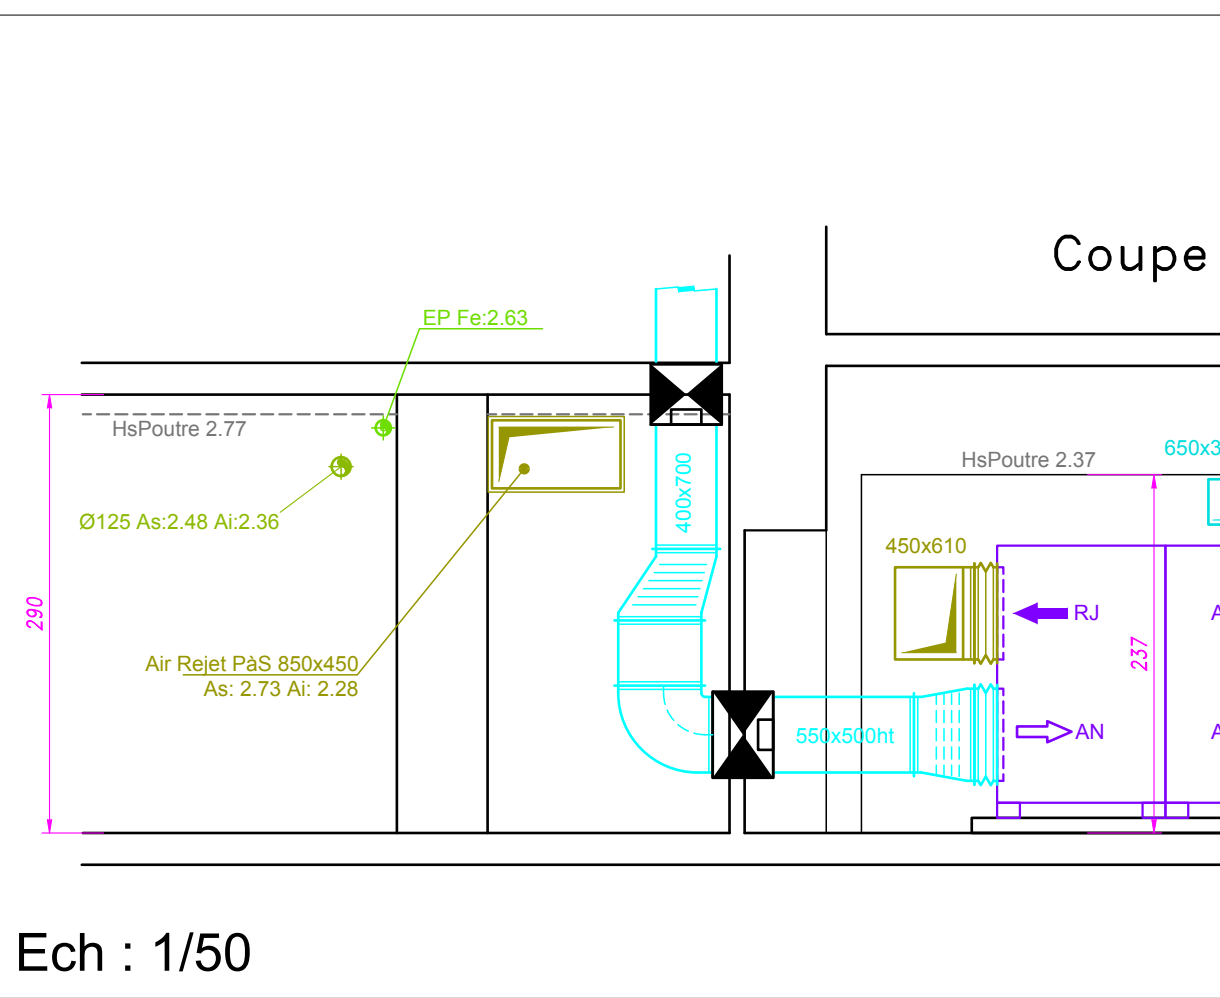 Coupe
EP Fe:2.63
HsPoutre 2.77
HsPoutre 2.37
650x3
400x700
Ø125 As:2.48 Ai:2.36
450x610
290
RJ
237
Air Rejet PàS 850x450
As: 2.73 Ai: 2.28
550x500ht
AN
Ech : 1/50